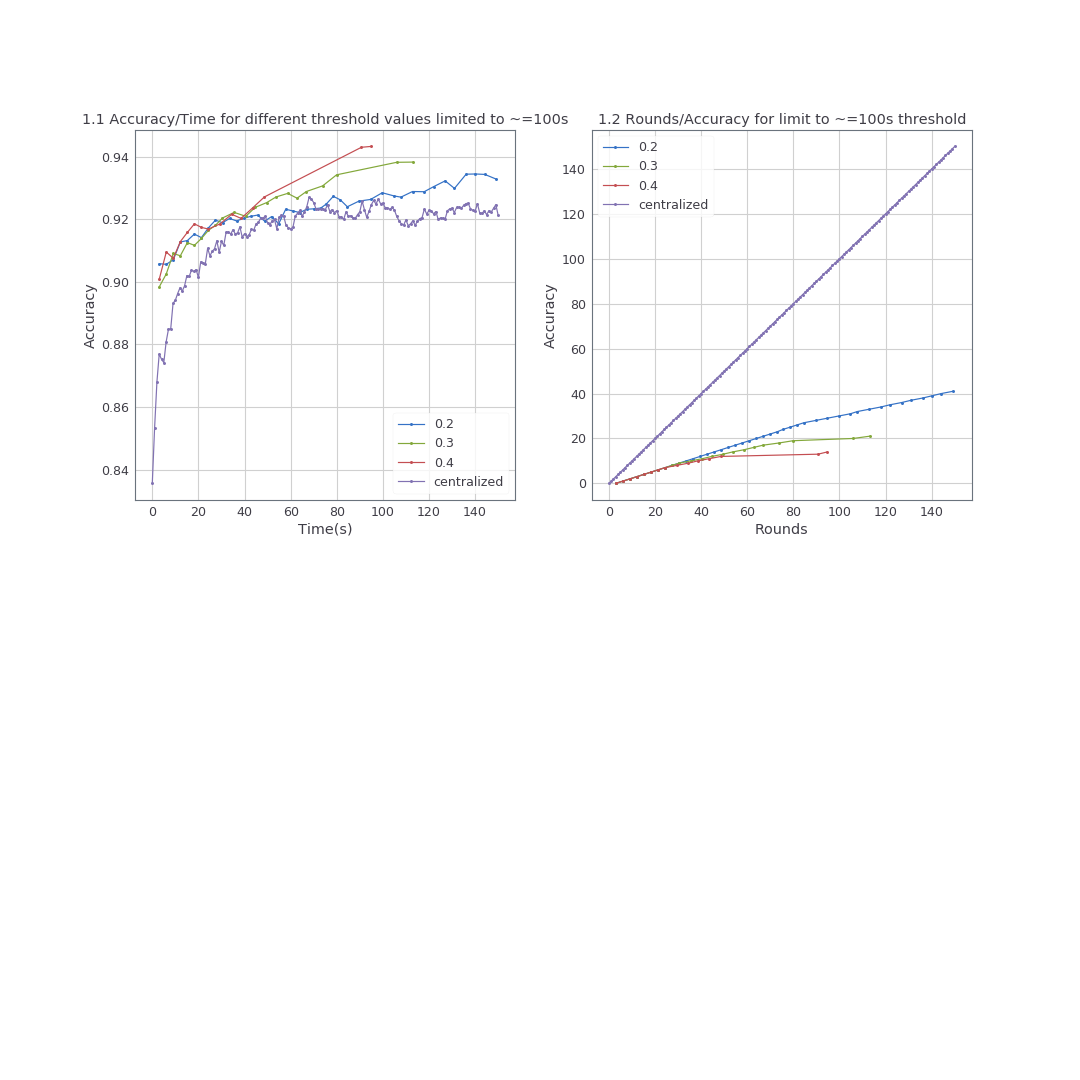 1.1 Accuracy/Time for different threshold values limited to ~=100s
0.94
0.92
0.90
0.88
0.86
0.84
Accuracy
0.2
0.3
0.4
centralized
0 20 40 60 80 100 120 140
Time(s)
1.2 Rounds/Accuracy for limit to ~=100s threshold
0.2
0.3
0.4
centralized
140
120
100
80
60
40
20
0
Accuracy
0 20 40 60 80 100 120 140
Rounds